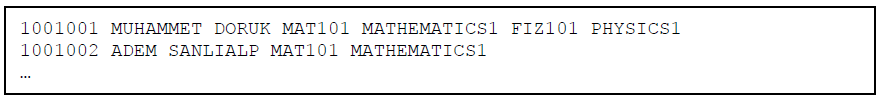 1001001 MUHAMMET DORUK MAT101 MATHEMATICS1 FIZ101 PHYSICS1
1001002 ADEM SANLIALP MAT101 MATHEMATICS1
…